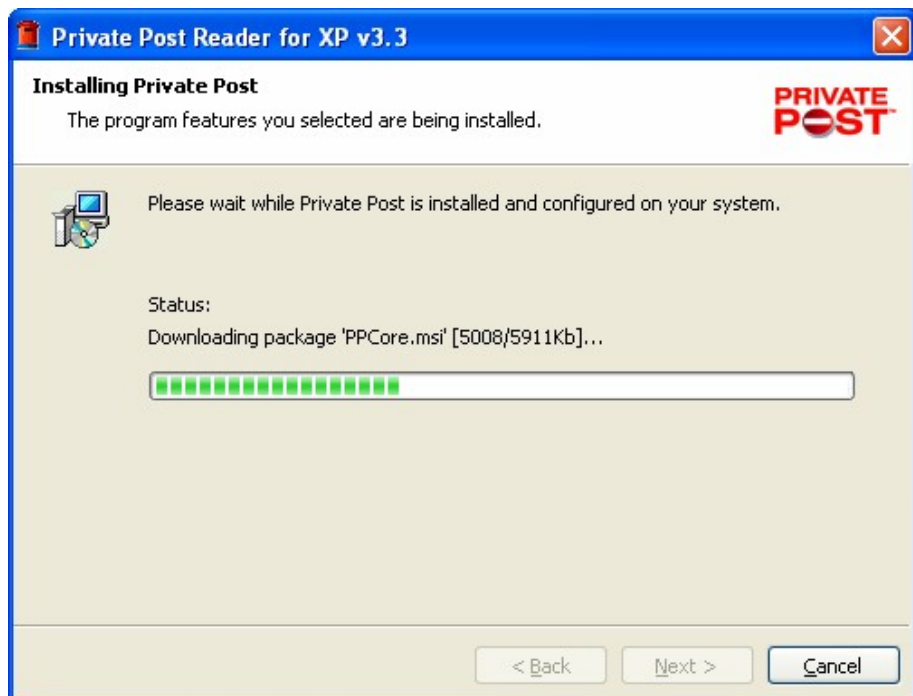 Private Post Reader for XP v3.3
Installing Private Post
The program features you selected are being installed.
PRIVATE
POST
Please wait while Private Post is installed and configured on your system.
Status:
Downloading package 'PPCore.msi' [5008/5911Kb]...
< Back
Next >
Cancel